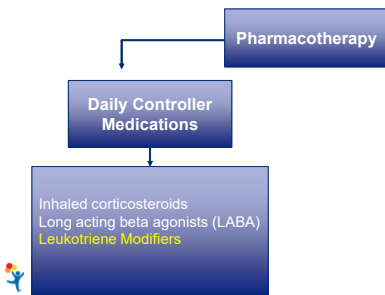 Pharmacotherapy
Daily Controller
Medications
Inhaled corticosteroids
Long acting beta agonists (LABA)
Leukotriene Modifiers